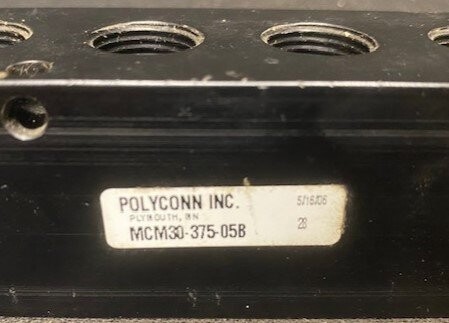 POLYCONN INC. 5/16/06
PLYMOUTH, MN 28
MCM30-375-05B